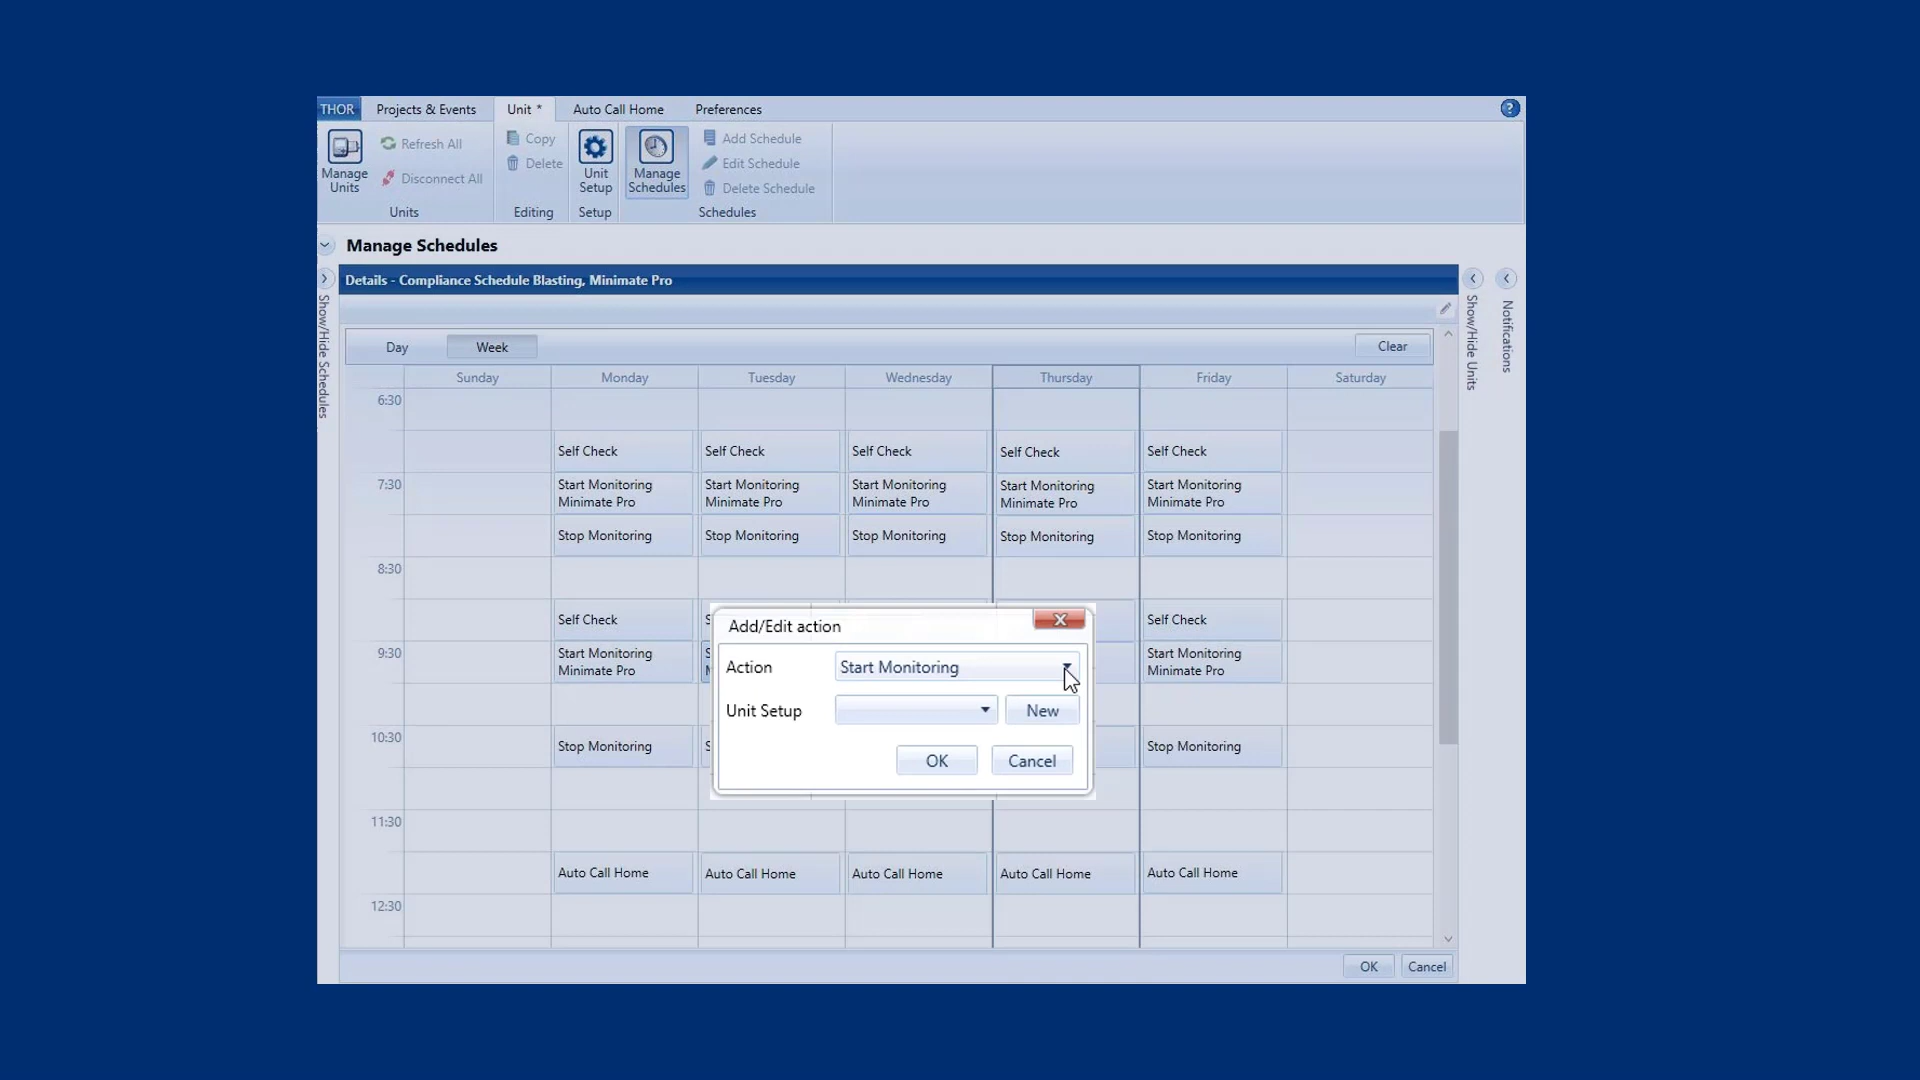 THOR Projects & Events Unit * Auto Call Home Preferences
Manage Units
Refresh All
Disconnect All
Units
Copy
Delete
Editing
Unit Setup
Setup
Manage Schedules
Add Schedule
Edit Schedule
Delete Schedule
Schedules
Manage Schedules
Details - Compliance Schedule Blasting, Minimate Pro
Show/Hide Schedules
Show/Hide Units
Notifications
Day Week Clear
Sunday Monday Tuesday Wednesday Thursday Friday Saturday
6:30
Self Check Self Check Self Check Self Check Self Check
7:30 Start Monitoring Start Monitoring Start Monitoring Start Monitoring Start Monitoring
Minimate Pro Minimate Pro Minimate Pro Minimate Pro Minimate Pro
Stop Monitoring Stop Monitoring Stop Monitoring Stop Monitoring Stop Monitoring
8:30
Self Check Self Check
9:30 Start Monitoring Start Monitoring
Minimate Pro Minimate Pro
10:30
Stop Monitoring Stop Monitoring
Add/Edit action
Action Start Monitoring
Unit Setup New
OK Cancel
11:30
Auto Call Home Auto Call Home Auto Call Home Auto Call Home Auto Call Home
12:30
OK Cancel